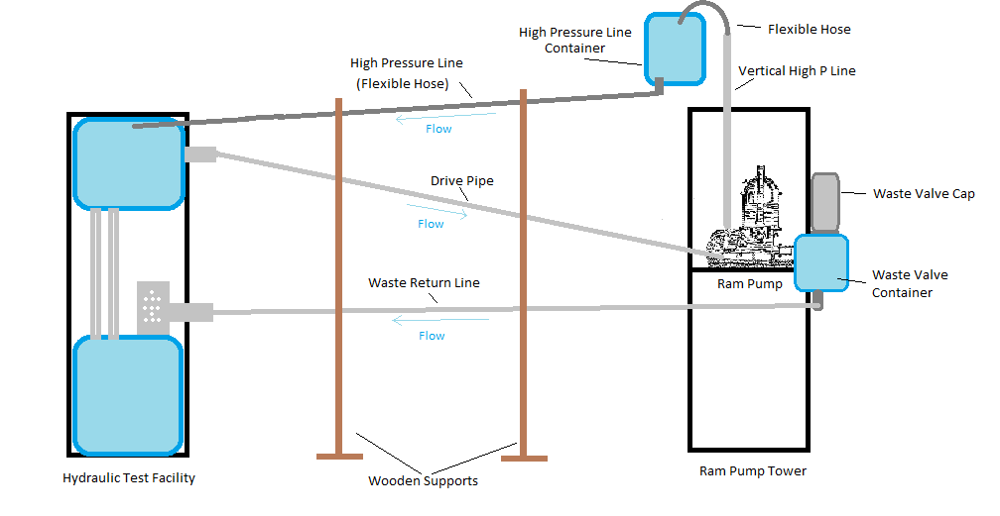 Flexible Hose
High Pressure Line
Container
High Pressure Line
(Flexible Hose)
Vertical High P Line
Flow
Drive Pipe
Flow
Waste Valve Cap
Waste Return Line
Ram Pump
Waste Valve
Container
Flow
Hydraulic Test Facility
Wooden Supports
Ram Pump Tower